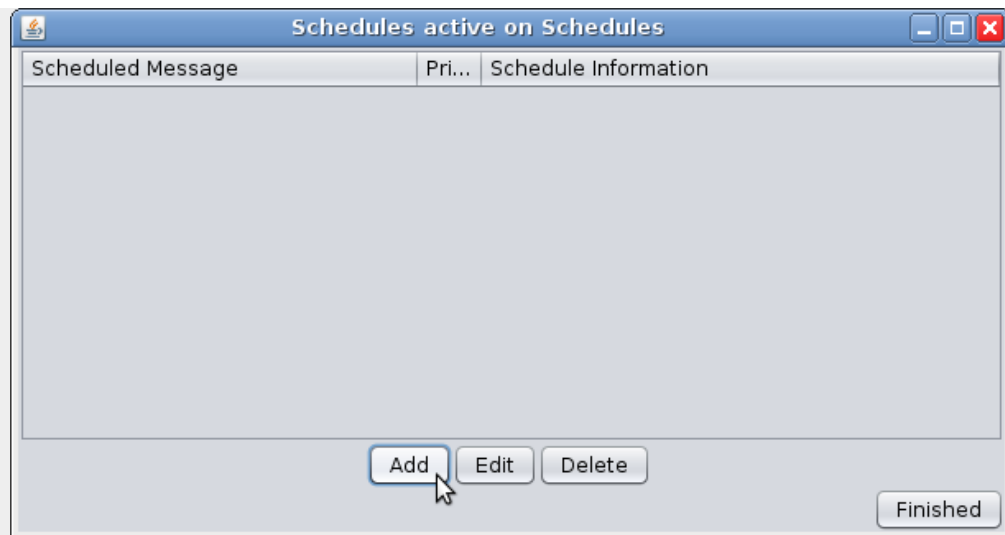 Schedules active on Schedules
Scheduled Message Pri... Schedule Information
Add Edit Delete
Finished